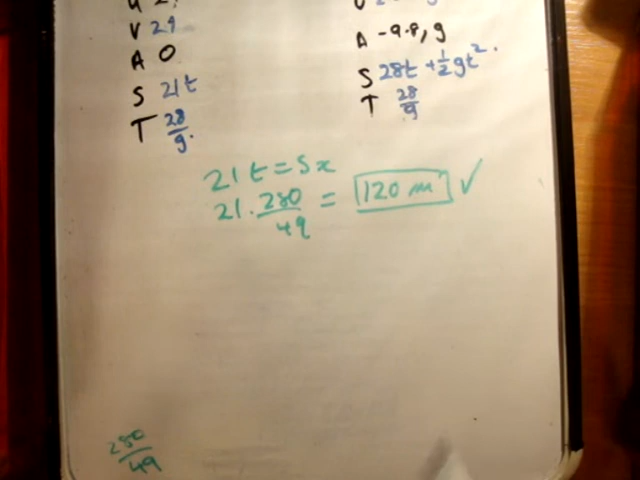 V 21
A 0
S 21t
T 28/9.
A -9.8, g
S 28t + 1/2 gt².
T 28/9
21t = Sx
21 . 280/49 = 120 m ✓
280/49